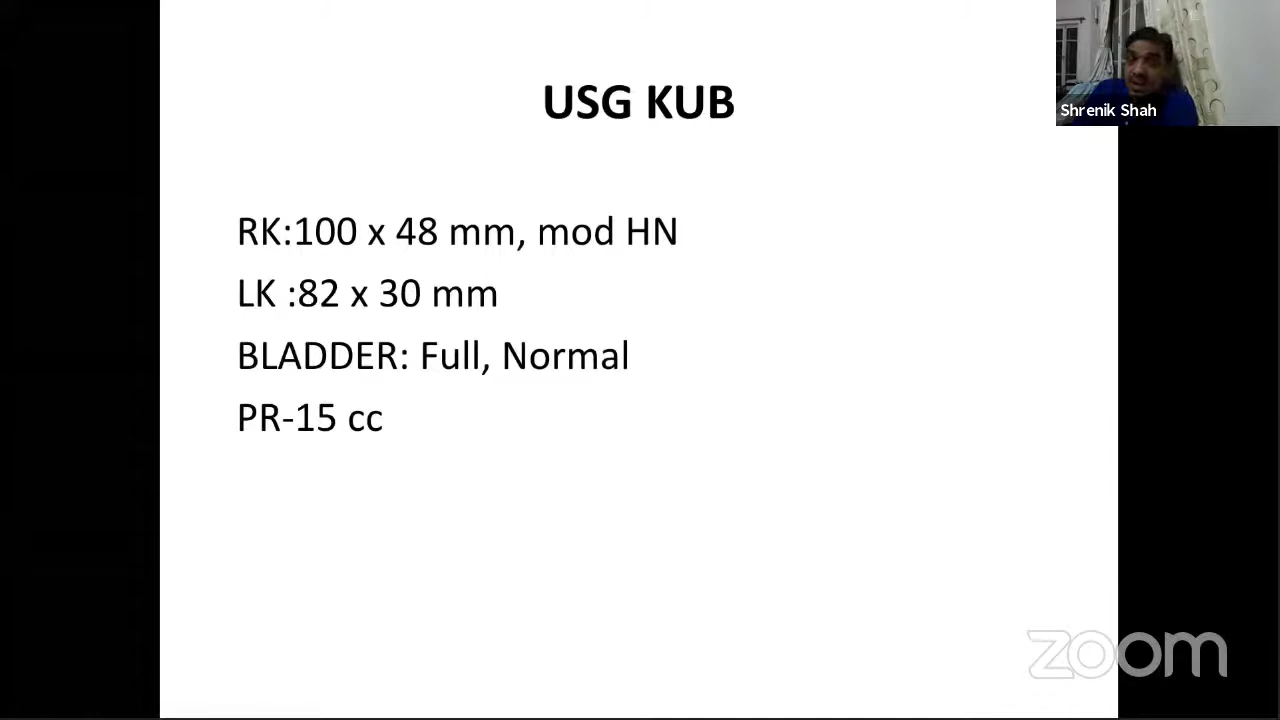 USG KUB
Shrenik Shah
RK:100 x 48 mm, mod HN
LK :82 x 30 mm
BLADDER: Full, Normal
PR-15 cc
zoom